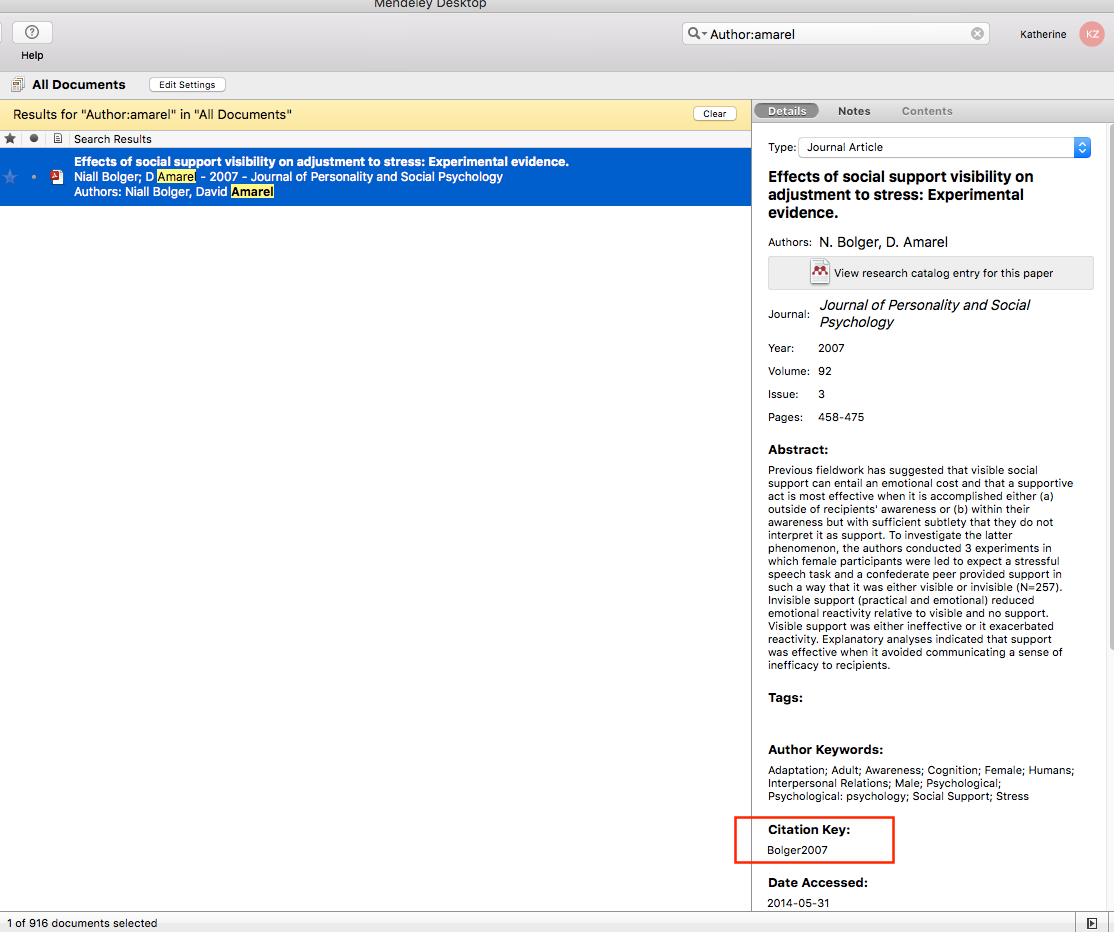 Mendeley Desktop
Help
Author:amarel
Katherine
KZ
All Documents
Edit Settings
Results for "Author:amarel" in "All Documents"
Clear
Search Results
Effects of social support visibility on adjustment to stress: Experimental evidence.
Niall Bolger; D Amarel - 2007 - Journal of Personality and Social Psychology
Authors: Niall Bolger, David Amarel
Details
Notes
Contents
Type: Journal Article
Effects of social support visibility on
adjustment to stress: Experimental
evidence.
Authors: N. Bolger, D. Amarel
View research catalog entry for this paper
Journal: Journal of Personality and Social
Psychology
Year: 2007
Volume: 92
Issue: 3
Pages: 458-475
Abstract:
Previous fieldwork has suggested that visible social
support can entail an emotional cost and that a supportive
act is most effective when it is accomplished either (a)
outside of recipients' awareness or (b) within their
awareness but with sufficient subtlety that they do not
interpret it as support. To investigate the latter
phenomenon, the authors conducted 3 experiments in
which female participants were led to expect a stressful
speech task and a confederate peer provided support in
such a way that it was either visible or invisible (N=257).
Invisible support (practical and emotional) reduced
emotional reactivity relative to visible and no support.
Visible support was either ineffective or it exacerbated
reactivity. Explanatory analyses indicated that support
was effective when it avoided communicating a sense of
inefficacy to recipients.
Tags:
Author Keywords:
Adaptation; Adult; Awareness; Cognition; Female; Humans;
Interpersonal Relations; Male; Psychological;
Psychological: psychology; Social Support; Stress
Citation Key:
Bolger2007
Date Accessed:
2014-05-31
1 of 916 documents selected